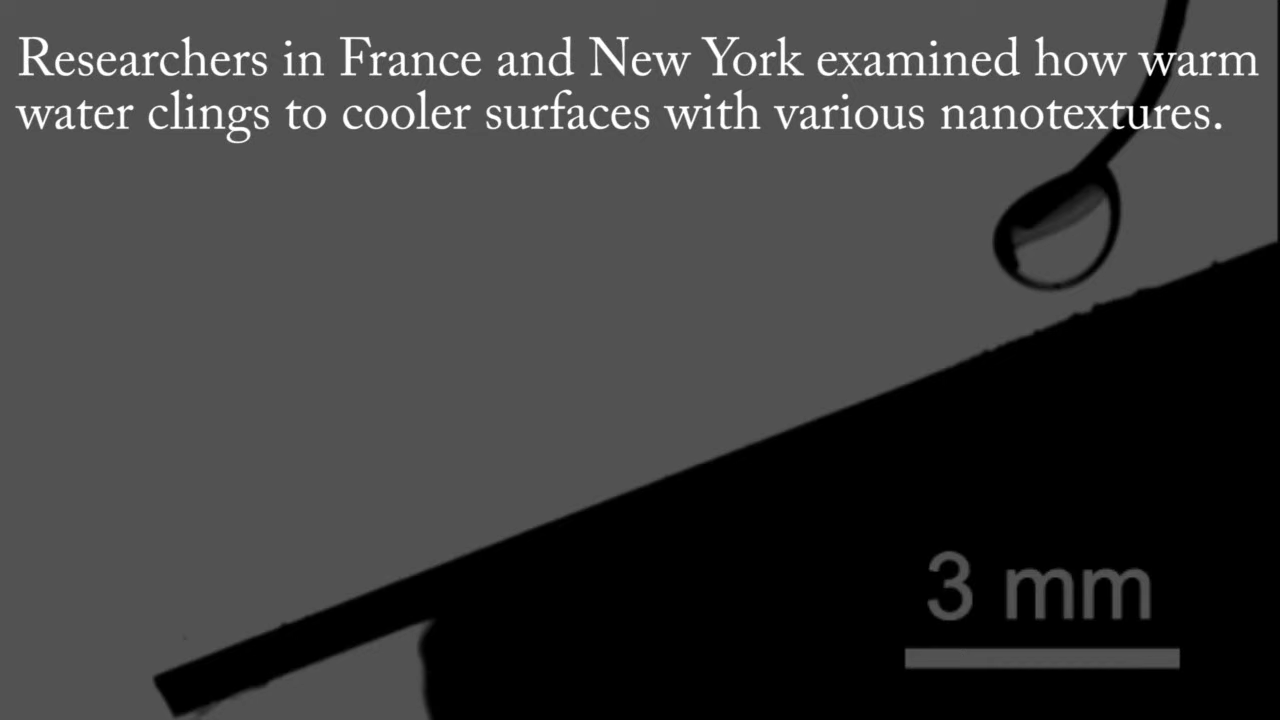 Researchers in France and New York examined how warm
water clings to cooler surfaces with various nanotextures.
3 mm